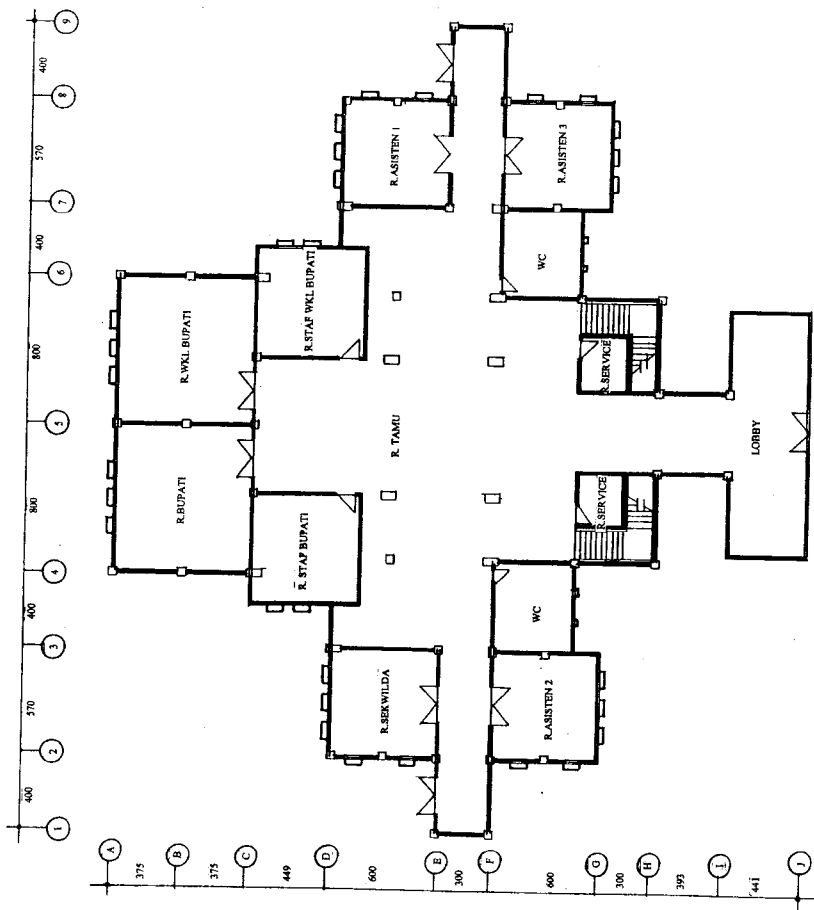 9
400
8
570
7
400
6
800
5
800
4
400
3
570
2
400
1
A
375
B
375
C
449
D
600
E
300
F
600
G
300
H
393
I
441
J
R.ASISTEN 1
R.ASISTEN 3
WC
R.WKL BUPATI
R.STAF WKL BUPATI
R.SERVICE
R.BUPATI
R. TAMU
LOBBY
R. STAF BUPATI
R.SERVICE
WC
R.SEKWILDA
R.ASISTEN 2